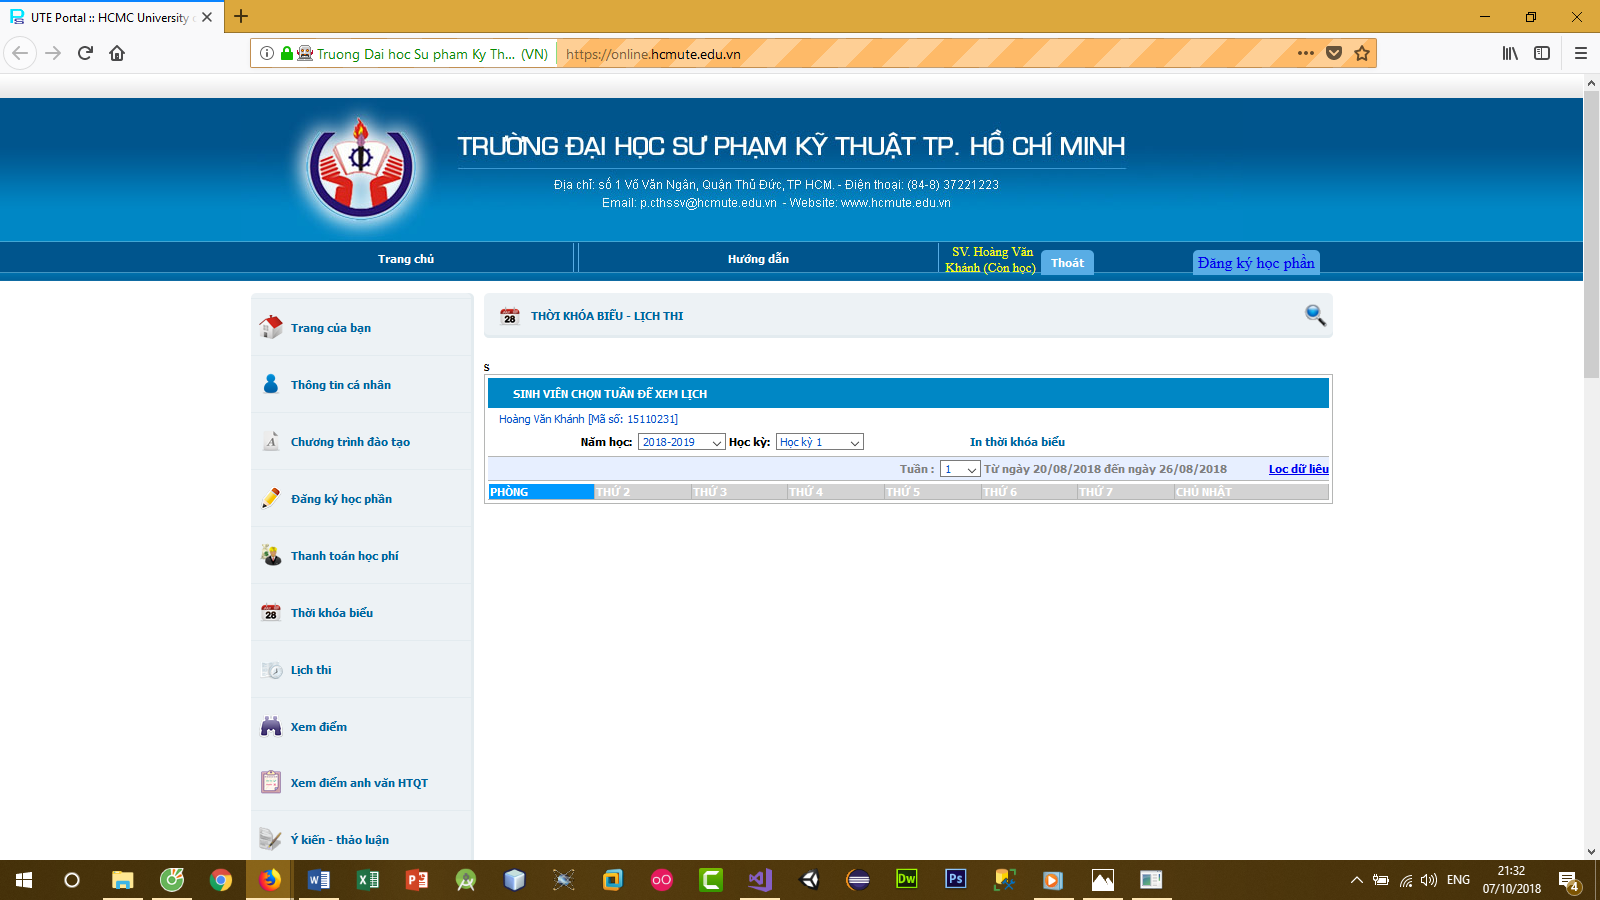 UTE Portal :: HCMC University
Truong Dai hoc Su pham Ky Th... (VN)
https://online.hcmute.edu.vn
TRƯỜNG ĐẠI HỌC SƯ PHẠM KỸ THUẬT TP. HỒ CHÍ MINH
Địa chỉ: số 1 Võ Văn Ngân, Quận Thủ Đức, TP HCM. - Điện thoại: (84-8) 37221223
Email: p.cthssv@hcmute.edu.vn - Website: www.hcmute.edu.vn
Trang chủ
Hướng dẫn
SV. Hoàng Văn
Khánh (Còn học)
Thoát
Đăng ký học phần
Trang của bạn
Thông tin cá nhân
Chương trình đào tạo
Đăng ký học phần
Thanh toán học phí
28
Thời khóa biểu
Lịch thi
Xem điểm
Xem điểm anh văn HTQT
Ý kiến - thảo luận
28
THỜI KHÓA BIỂU - LỊCH THI
s
SINH VIÊN CHỌN TUẦN ĐỂ XEM LỊCH
Hoàng Văn Khánh [Mã số: 15110231]
Năm học: 2018-2019 Học kỳ: Học kỳ 1
In thời khóa biểu
Tuần : 1 Từ ngày 20/08/2018 đến ngày 26/08/2018
Lọc dữ liệu
PHÒNG THỨ 2 THỨ 3 THỨ 4 THỨ 5 THỨ 6 THỨ 7 CHỦ NHẬT
Dw
Ps
ENG
21:32
07/10/2018
4